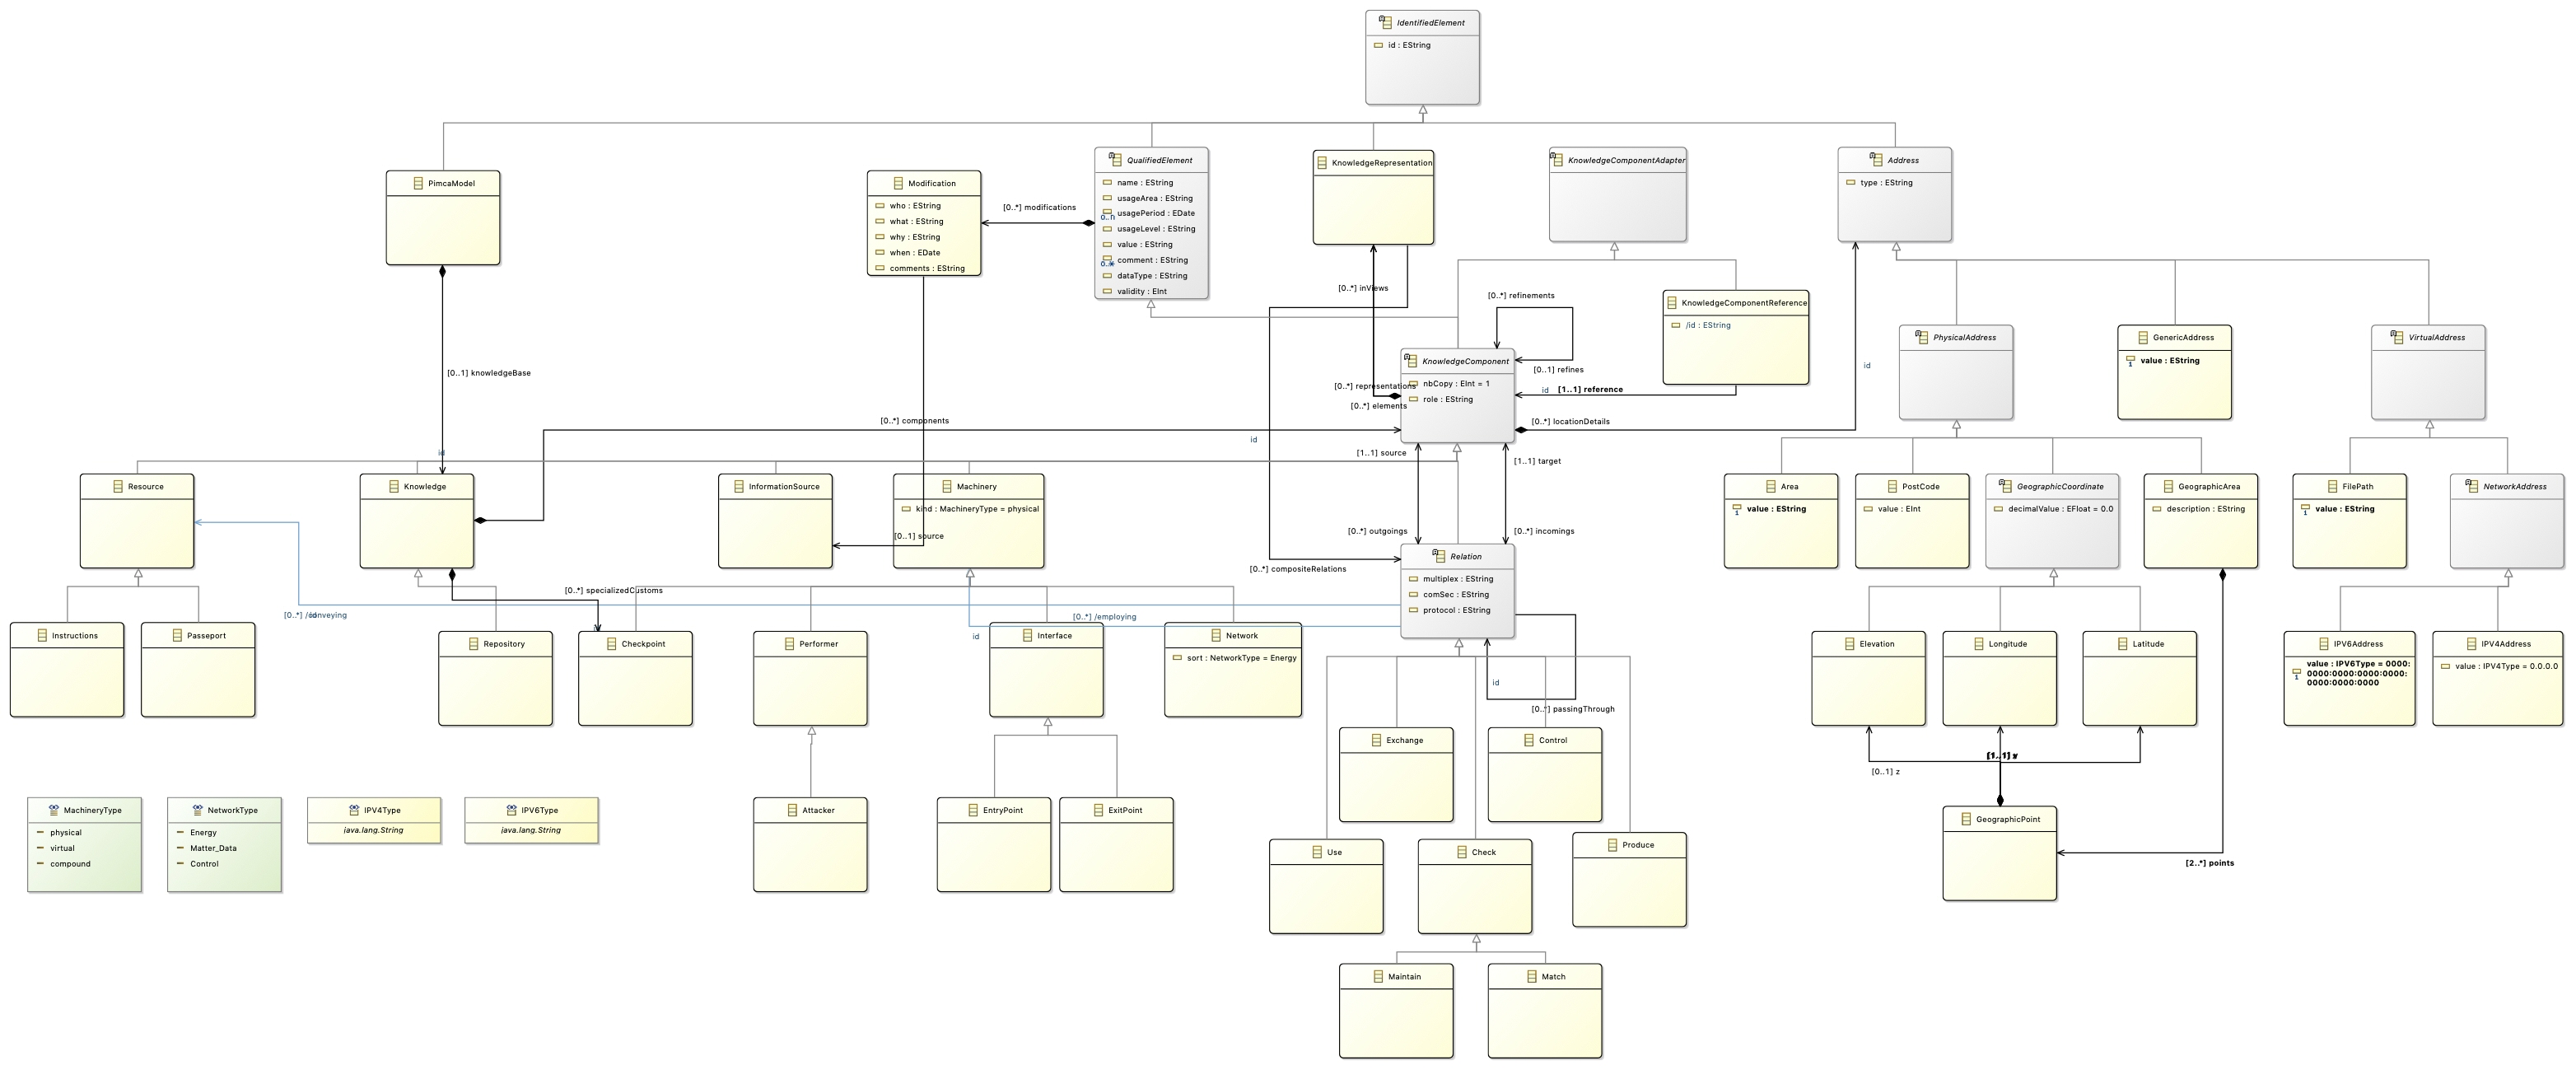 IdentifiedElement
id : EString
PimcaModel
Modification
who : EString
what : EString
why : EString
when : EDate
comments : EString
[0..*] modifications
QualifiedElement
name : EString
usageArea : EString
usagePeriod : EDate
0..n
usageLevel : EString
value : EString
comment : EString
0..*
dataType : EString
validity : EInt
KnowledgeRepresentation
KnowledgeComponentAdapter
Address
type : EString
[0..*] inViews
[0..*] refinements
KnowledgeComponentReference
/id : EString
PhysicalAddress
GenericAddress
value : EString
1
VirtualAddress
[0..1] knowledgeBase
KnowledgeComponent
nbCopy : EInt = 1
role : EString
[0..1] refines
id
[0..*] representations
id
[1..1] reference
[0..*] elements
[0..*] components
id
[0..*] locationDetails
id
[1..1] source
[1..1] target
Resource
Knowledge
InformationSource
Machinery
kind : MachineryType = physical
[0..1] source
[0..*] outgoings
[0..*] incomings
Area
value : EString
1
PostCode
value : EInt
GeographicCoordinate
decimalValue : EFloat = 0.0
GeographicArea
description : EString
FilePath
value : EString
1
NetworkAddress
[0..*] compositeRelations
Relation
multiplex : EString
comSec : EString
protocol : EString
[0..*] specializedCustoms
[0..*] /conveying
id
[0..*] /employing
id
Instructions
Passeport
Repository
Checkpoint
Performer
Interface
Network
sort : NetworkType = Energy
id
[0..*] passingThrough
Elevation
Longitude
Latitude
IPV6Address
value : IPV6Type = 0000:
0000:0000:0000:0000:
0000:0000:0000
1
IPV4Address
value : IPV4Type = 0.0.0.0
Exchange
Control
[0..1] z
MachineryType
physical
virtual
compound
NetworkType
Energy
Matter_Data
Control
IPV4Type
java.lang.String
IPV6Type
java.lang.String
Attacker
EntryPoint
ExitPoint
GeographicPoint
Use
Check
Produce
[2..*] points
Maintain
Match